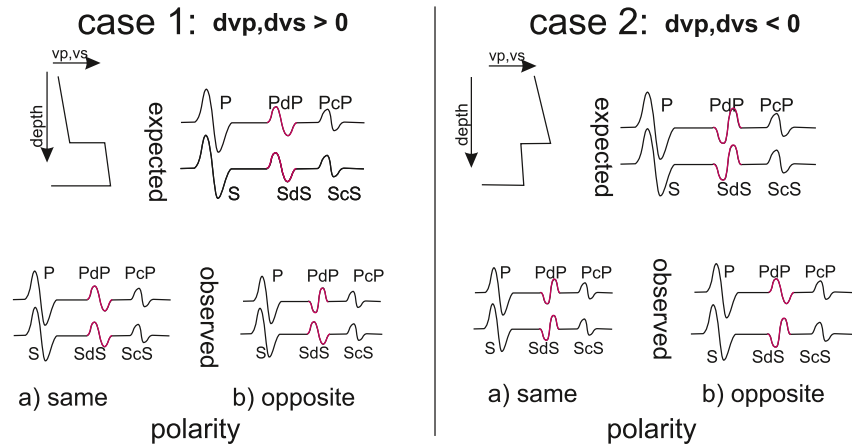 case 1: dvp,dvs > 0
vp,vs
depth
expected
P PdP PcP
S SdS ScS
observed
P PdP PcP
S SdS ScS
P PdP PcP
S SdS ScS
a) same
b) opposite
polarity
case 2: dvp,dvs < 0
vp,vs
depth
expected
P PdP PcP
S SdS ScS
observed
P PdP PcP
S SdS ScS
P PdP PcP
S SdS ScS
a) same
b) opposite
polarity